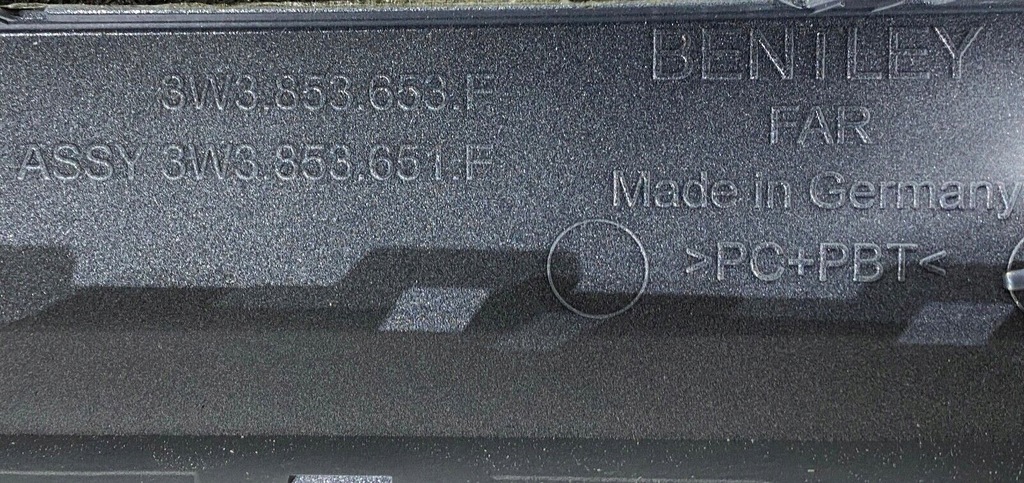 3W3.853.653.F
ASSY 3W3.853.651.F
BENTLEY
FAR
Made in Germany
>PC+PBT<